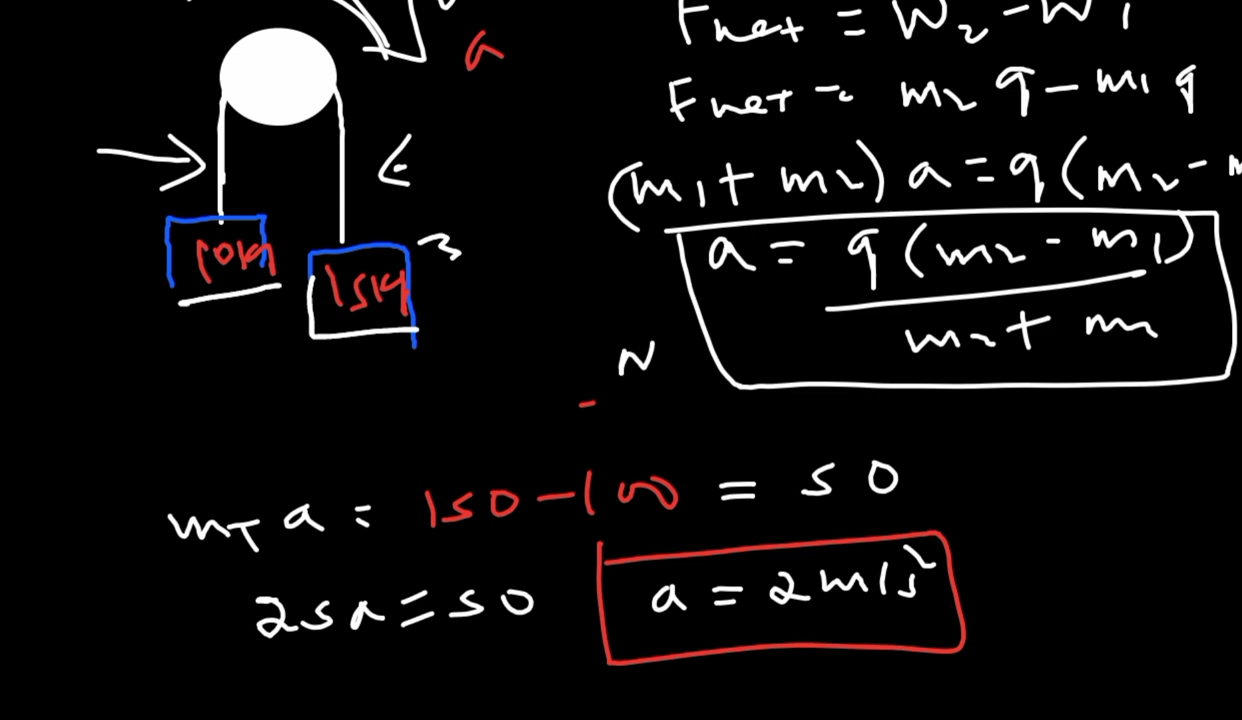 a
Fnet = W2 - W1
Fnet = m2 g - m1 g
(m1 + m2) a = g (m2 - m
a = g (m2 - m1)
m2 + m
10kg
15kg
N
mT a = 150 - 100 = 50
25a = 50
a = 2 m/s²